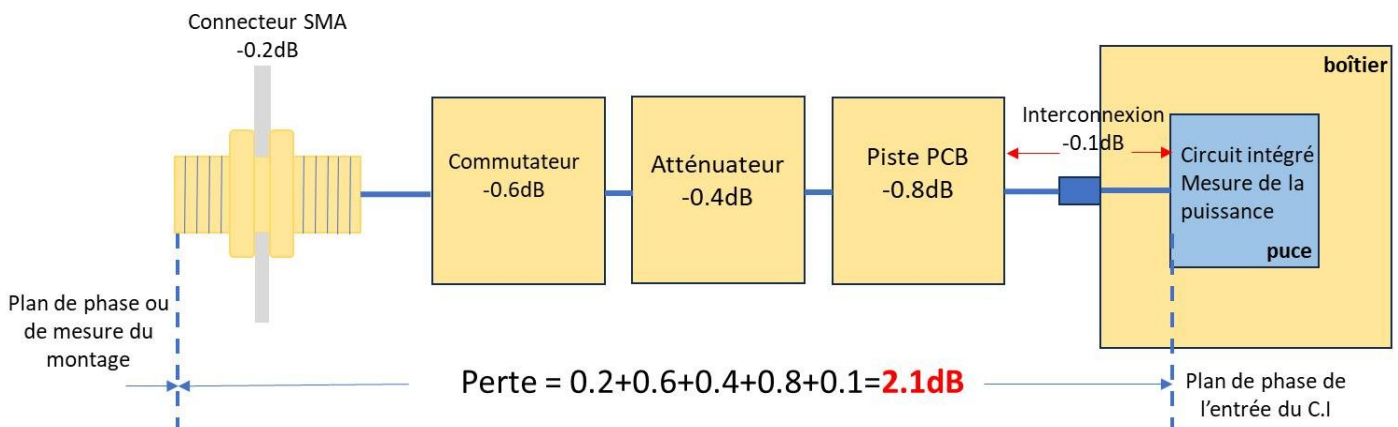 Connecteur SMA
-0.2dB
boîtier
Interconnexion
-0.1dB
Commutateur
-0.6dB
Atténuateur
-0.4dB
Piste PCB
-0.8dB
Circuit intégré
Mesure de la
puissance
puce
Plan de phase ou
de mesure du
montage
Perte = 0.2+0.6+0.4+0.8+0.1=2.1dB
Plan de phase de
l'entrée du C.I